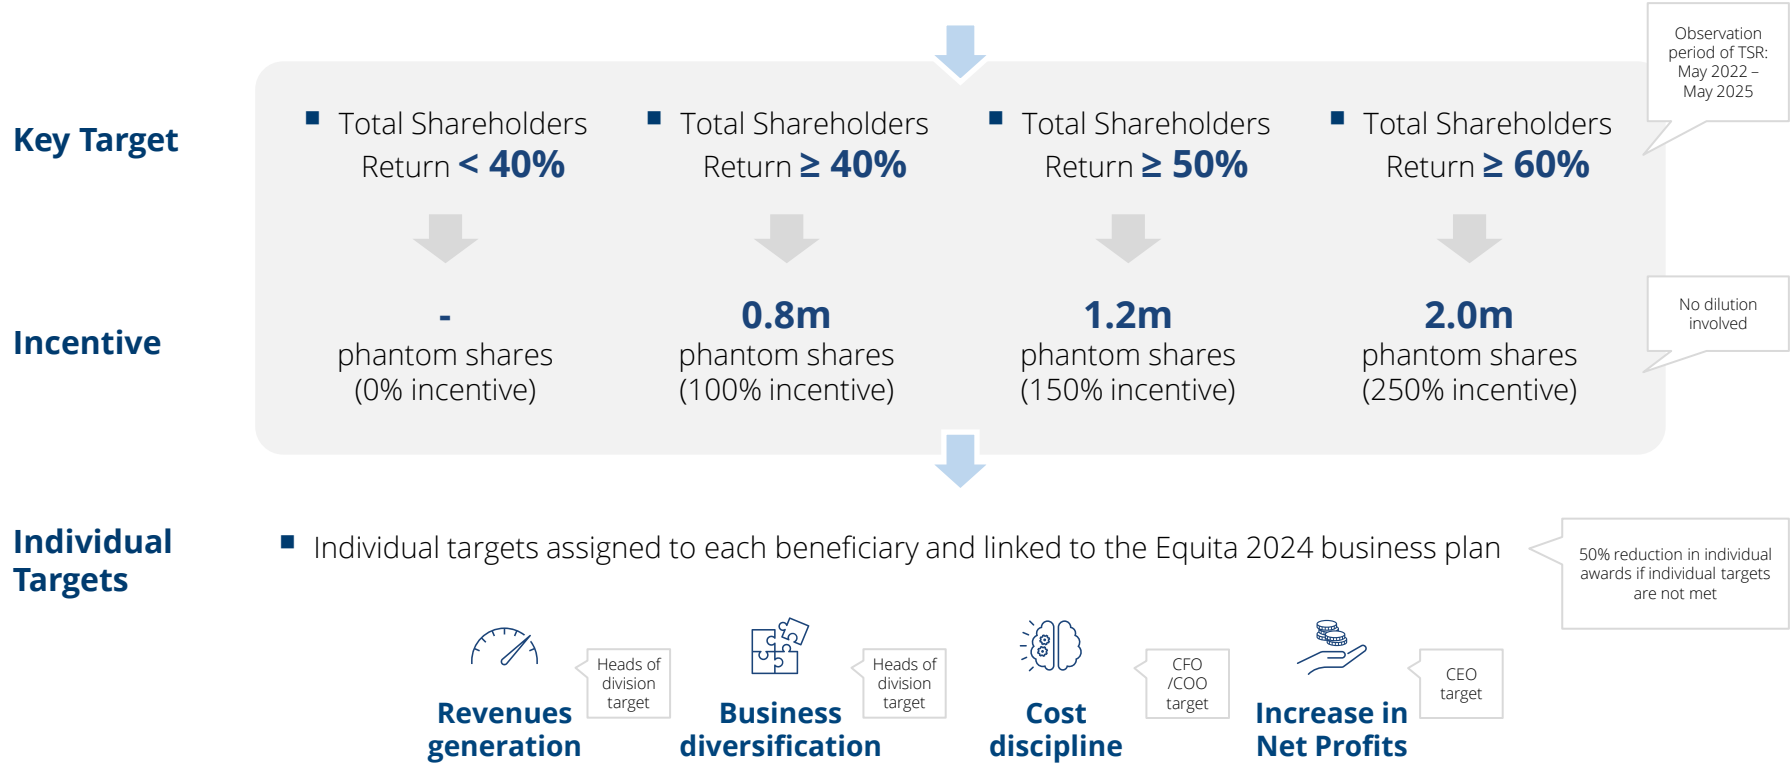 Observation
period of TSR:
May 2022 –
May 2025
Key Target
Total Shareholders
Return < 40%
Total Shareholders
Return ≥ 40%
Total Shareholders
Return ≥ 50%
Total Shareholders
Return ≥ 60%
Incentive
-
phantom shares
(0% incentive)
0.8m
phantom shares
(100% incentive)
1.2m
phantom shares
(150% incentive)
2.0m
phantom shares
(250% incentive)
No dilution
involved
Individual
Targets
Individual targets assigned to each beneficiary and linked to the Equita 2024 business plan
50% reduction in individual
awards if individual targets
are not met
Revenues
generation
Heads of
division
target
Business
diversification
Heads of
division
target
Cost
discipline
CFO
/COO
target
Increase in
Net Profits
CEO
target